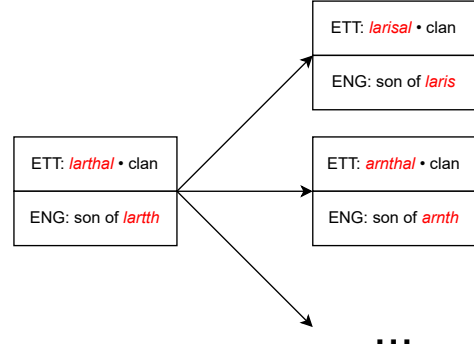 ETT: larisal • clan
ENG: son of laris
ETT: larthal • clan
ENG: son of lartth
ETT: arnthal • clan
ENG: son of arnth
...